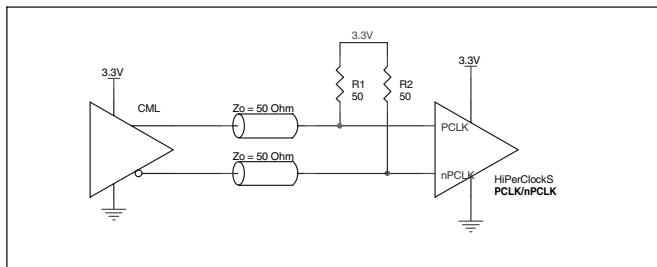 3.3V
3.3V
3.3V
R1
50
R2
50
CML
Zo = 50 Ohm
PCLK
Zo = 50 Ohm
nPCLK
HiPerClockS
PCLK/nPCLK